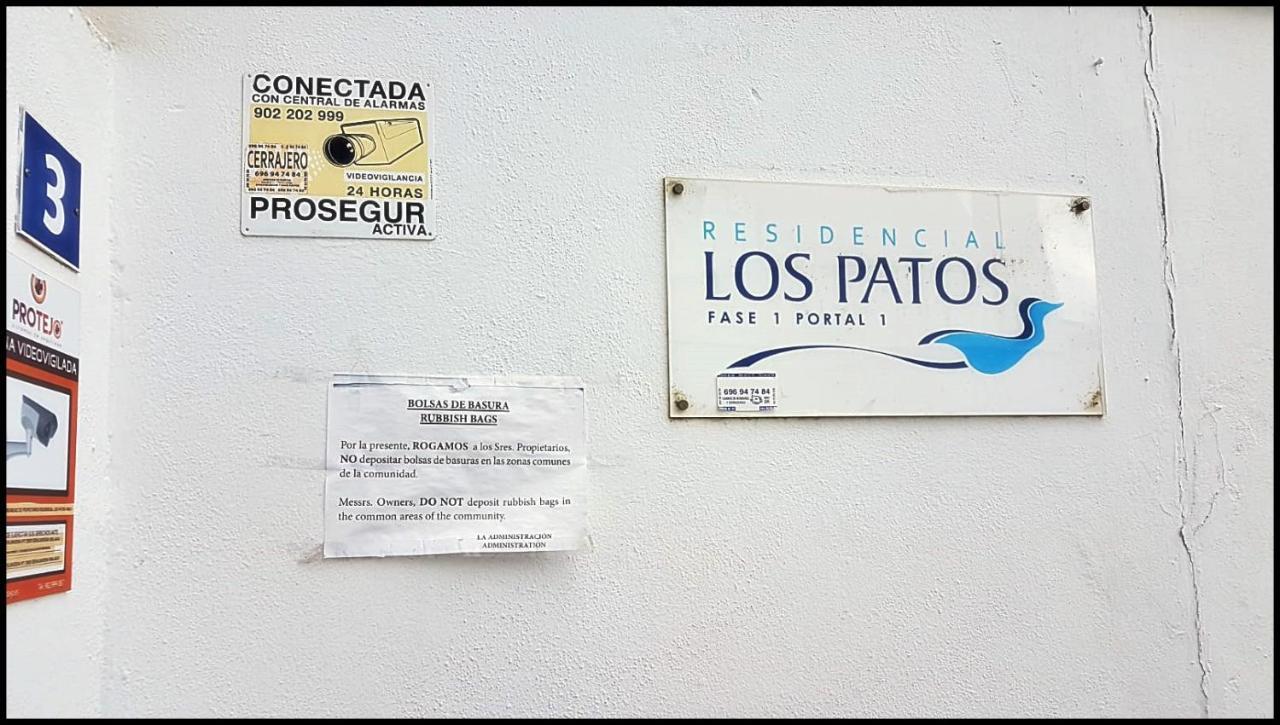 CONECTADA
CON CENTRAL DE ALARMAS
902 202 999
CERRAJERO
696 94 74 84
VIDEOVIGILANCIA
24 HORAS
PROSEGUR
ACTIVA.
3
PROTEJO
A VIDEOVIGILADA
RESIDENCIAL
LOS PATOS
FASE 1 PORTAL 1
696 94 74 84
BOLSAS DE BASURA
RUBBISH BAGS
Por la presente, ROGAMOS a los Sres. Propietarios,
NO depositar bolsas de basuras en las zonas comunes
de la comunidad.
Messrs. Owners, DO NOT deposit rubbish bags in
the common areas of the community.
LA ADMINISTRACIÓN
ADMINISTRATION